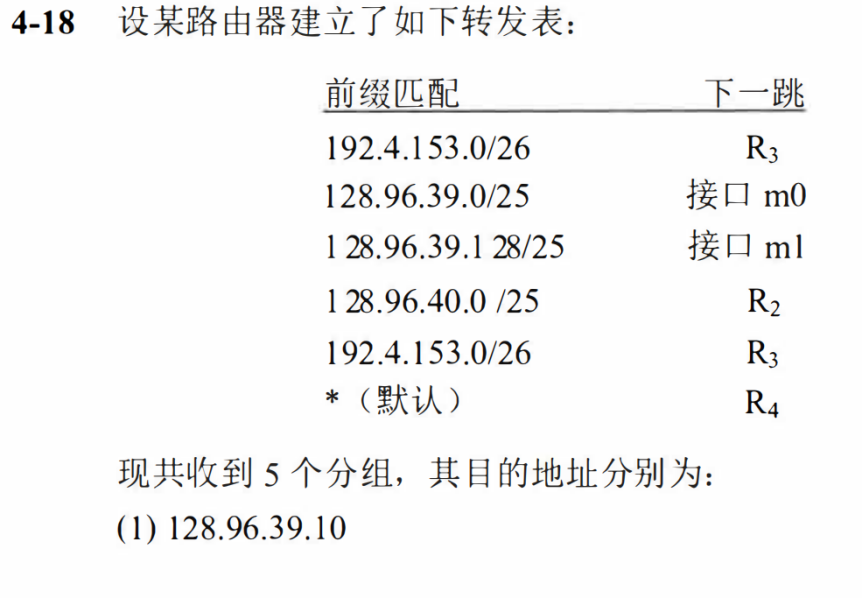 4-18 设某路由器建立了如下转发表：
前缀匹配 下一跳
192.4.153.0/26 R₃
128.96.39.0/25 接口 m0
128.96.39.128/25 接口 m1
128.96.40.0 /25 R₂
192.4.153.0/26 R₃
*（默认） R₄
现共收到 5 个分组，其目的地址分别为：
(1) 128.96.39.10